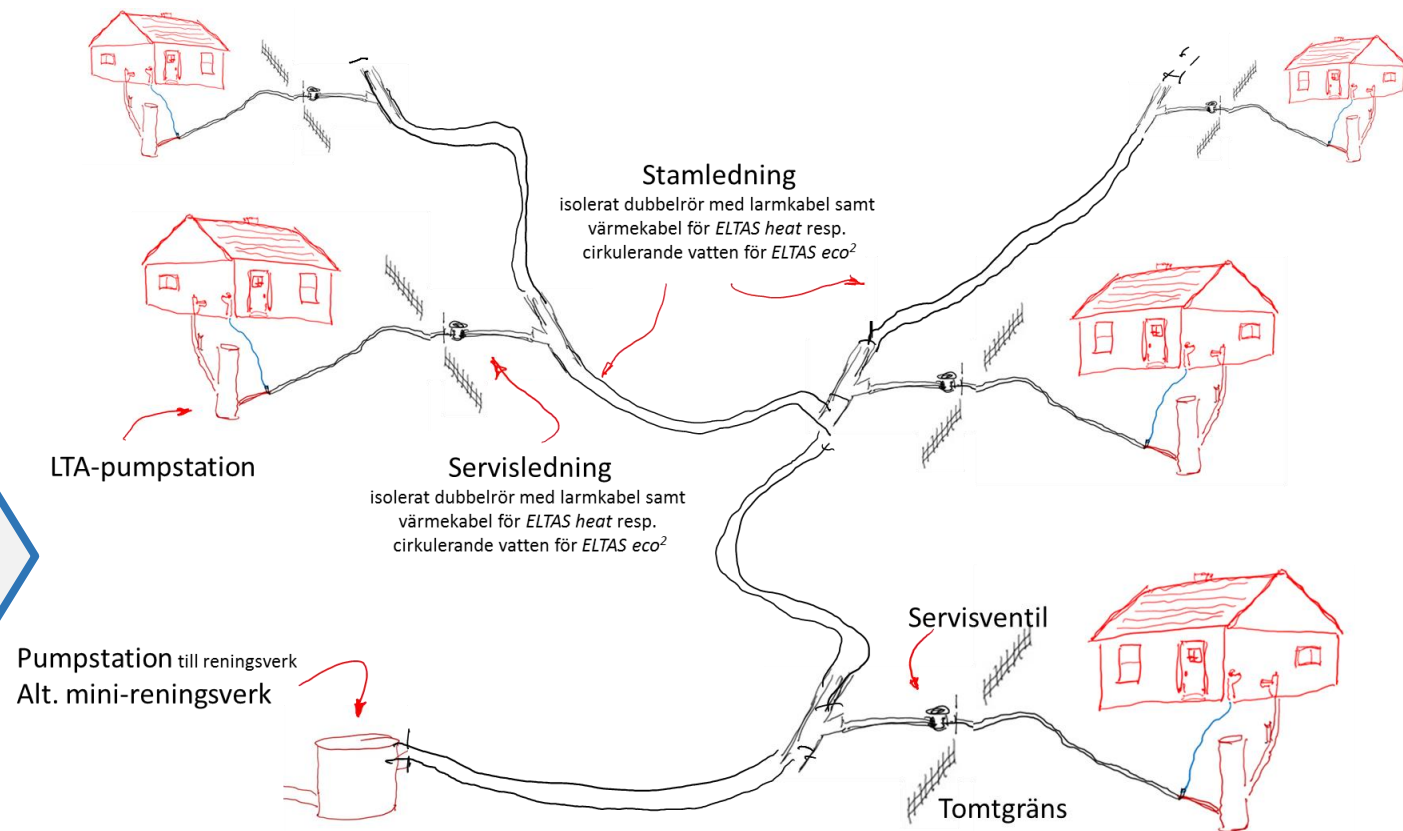 Stamledning
isolerat dubbelrör med larmkabel samt
värmekabel för ELTAS heat resp.
cirkulerande vatten för ELTAS eco²
LTA-pumpstation
Servisledning
isolerat dubbelrör med larmkabel samt
värmekabel för ELTAS heat resp.
cirkulerande vatten för ELTAS eco²
Servisventil
Pumpstation till reningsverk
Alt. mini-reningsverk
Tomtgräns